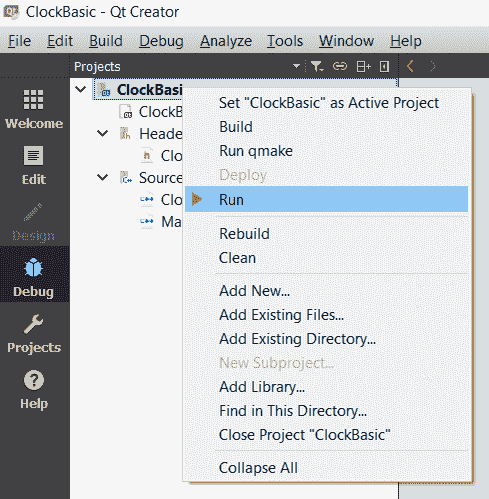 ClockBasic - Qt Creator
File Edit Build Debug Analyze Tools Window Help
Projects
Welcome
Edit
Design
Debug
Projects
Help
ClockBasic
ClockB
Heade
Clo
Source
Clo
Ma
Set "ClockBasic" as Active Project
Build
Run qmake
Deploy
Run
Rebuild
Clean
Add New...
Add Existing Files...
Add Existing Directory...
New Subproject...
Add Library...
Find in This Directory...
Close Project "ClockBasic"
Collapse All